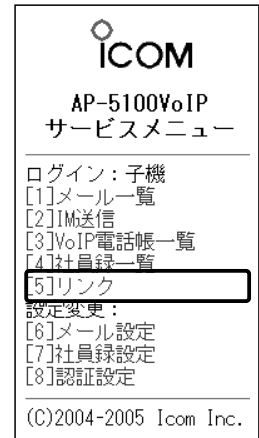 ICOM
AP-5100VoIP
サービスメニュー
ログイン：子機
[1]メール一覧
[2]IM送信
[3]VoIP電話帳一覧
[4]社員録一覧
[5]リンク
設定変更：
[6]メール設定
[7]社員録設定
[8]認証設定
(C)2004-2005 Icom Inc.